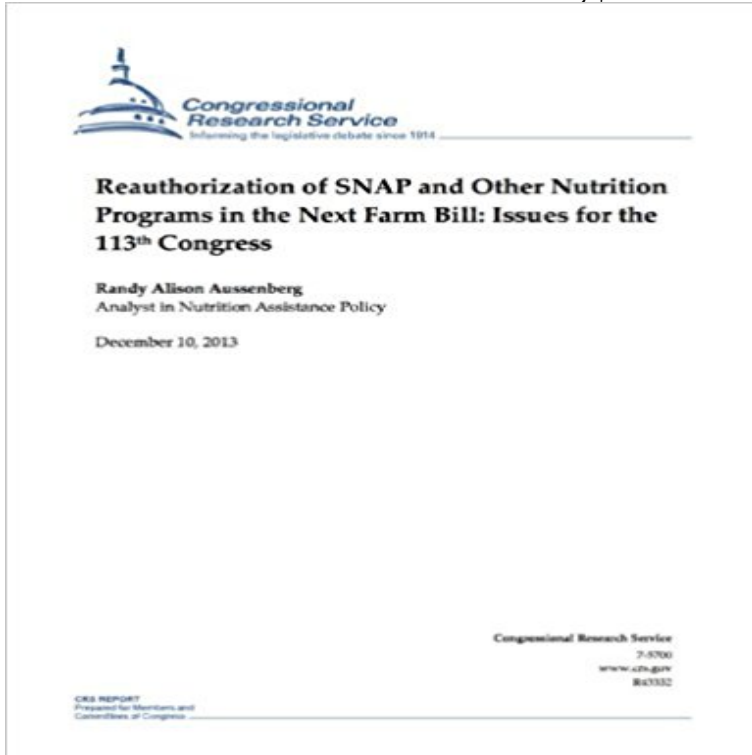 Congressional
Research Service
Informing the legislative debate since 1914
Reauthorization of SNAP and Other Nutrition
Programs in the Next Farm Bill: Issues for the
113th Congress
Randy Alison Aussenberg
Analyst in Nutrition Assistance Policy
December 10, 2013
Congressional Research Service
7-5700
www.crs.gov
R43332
CRS REPORT
Prepared for Members and
Committees of Congress